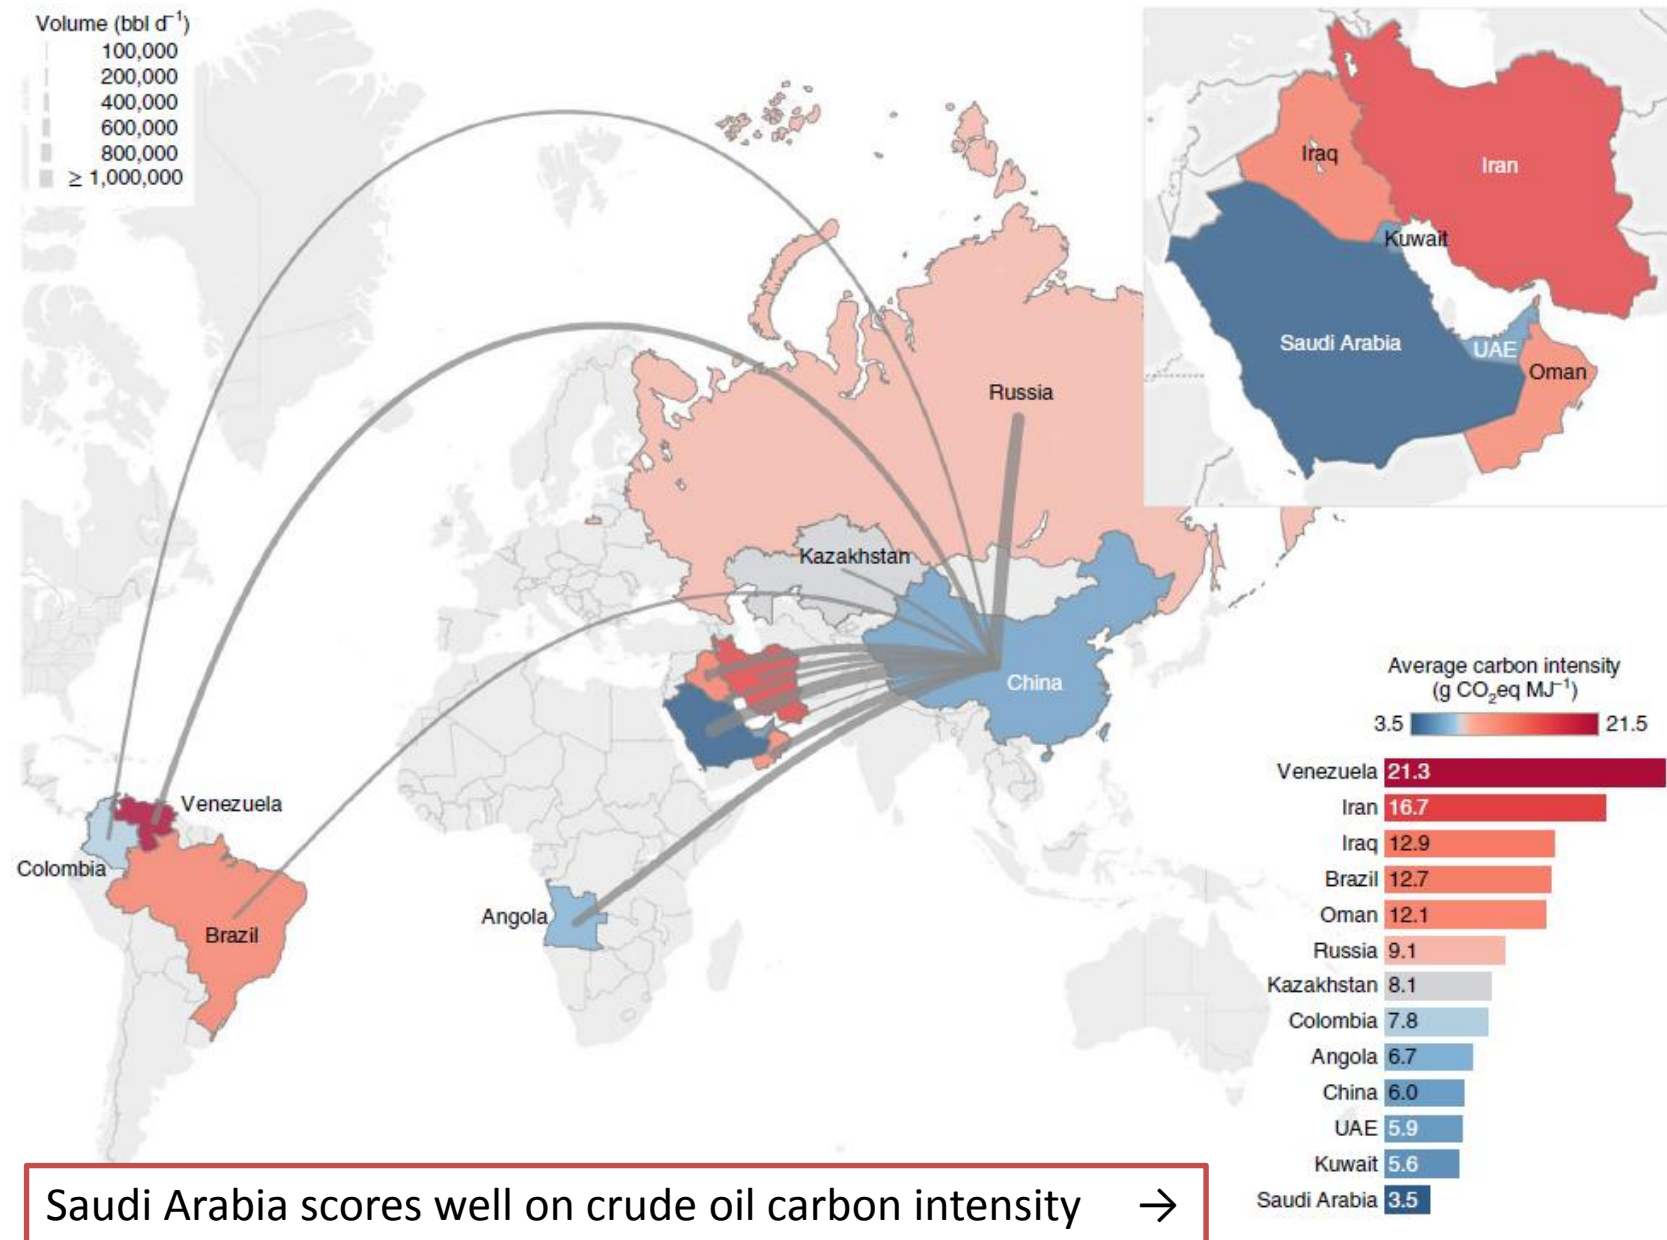 Volume (bbl d⁻¹)
100,000
200,000
400,000
600,000
800,000
≥ 1,000,000
Iraq
Iran
Kuwait
Saudi Arabia
UAE
Oman
Russia
Kazakhstan
China
Venezuela
Colombia
Brazil
Angola
Average carbon intensity
(g CO₂eq MJ⁻¹)
3.5 21.5
Venezuela 21.3
Iran 16.7
Iraq 12.9
Brazil 12.7
Oman 12.1
Russia 9.1
Kazakhstan 8.1
Colombia 7.8
Angola 6.7
China 6.0
UAE 5.9
Kuwait 5.6
Saudi Arabia 3.5
Saudi Arabia scores well on crude oil carbon intensity →